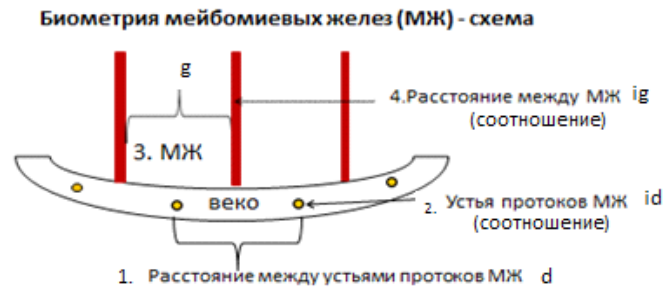 Биометрия мейбомиевых желез (МЖ) - схема
g
4.Расстояние между МЖ ig
(соотношение)
3. МЖ
веко
2. Устья протоков МЖ id
(соотношение)
1. Расстояние между устьями протоков МЖ d